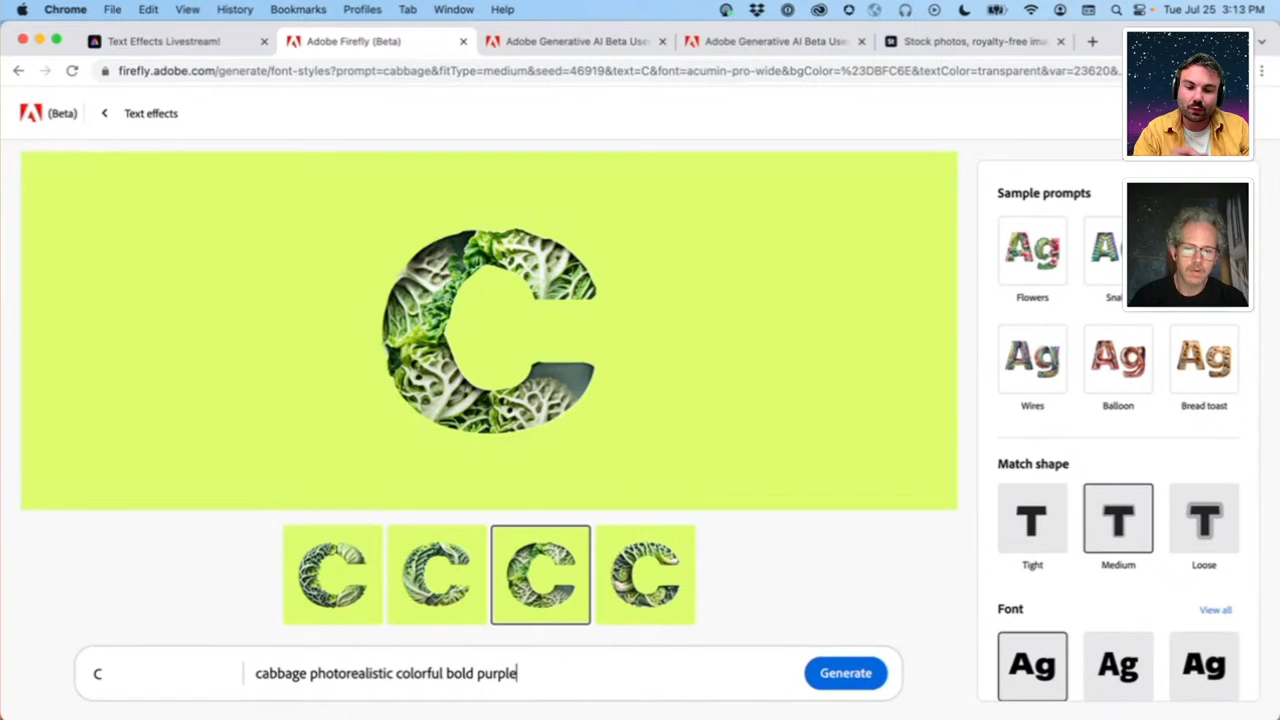 Chrome File Edit View History Bookmarks Profiles Tab Window Help Tue Jul 25 3:13 PM
Text Effects Livestream! Adobe Firefly (Beta) Adobe Generative AI Beta Use Adobe Generative AI Beta Use Stock photos, royalty-free ima
firefly.adobe.com/generate/font-styles?prompt=cabbage&fitType=medium&seed=46919&text=C&font=acumin-pro-wide&bgColor=%23DBFC6E&textColor=transparent&var=23620&...
(Beta) Text effects
Sample prompts
Ag
Flowers
Ag Ag Ag
Wires Balloon Bread toast
C
Match shape
T T T
Tight Medium Loose
C C C C
Font View all
Ag Ag Ag
C cabbage photorealistic colorful bold purple Generate